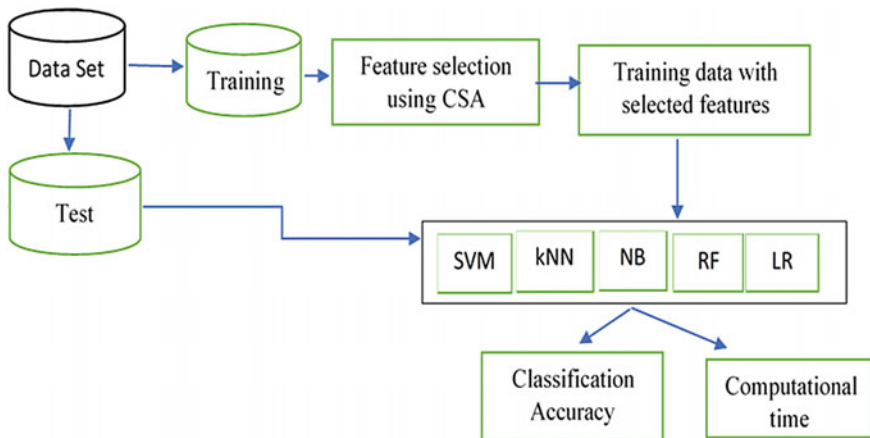 Data Set
Training
Feature selection
using CSA
Training data with
selected features
Test
SVM
kNN
NB
RF
LR
Classification
Accuracy
Computational
time